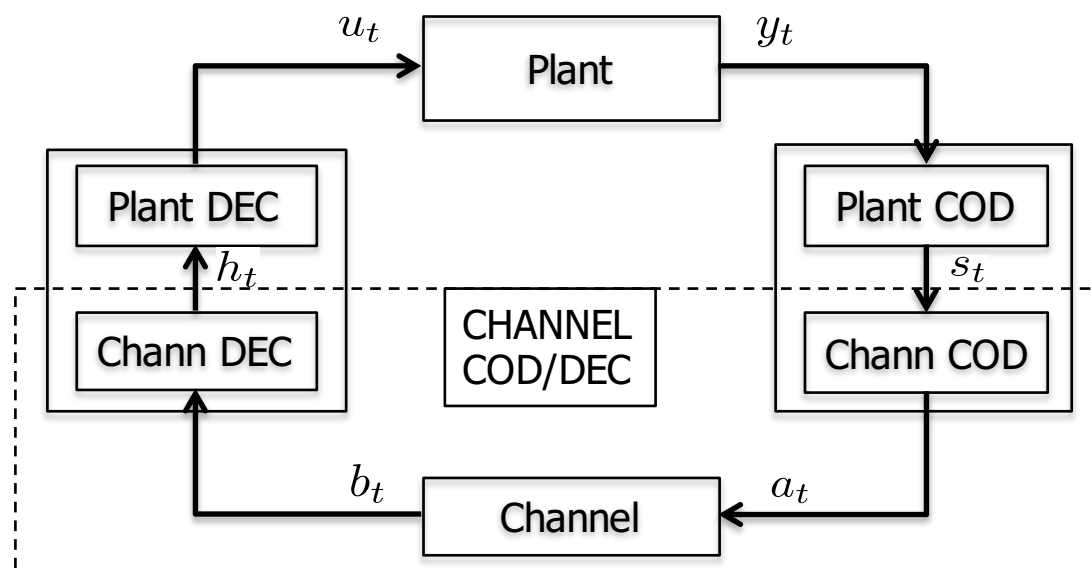 u_t
Plant
y_t
Plant DEC
Plant COD
h_t
s_t
CHANNEL
COD/DEC
Chann DEC
Chann COD
b_t
Channel
a_t